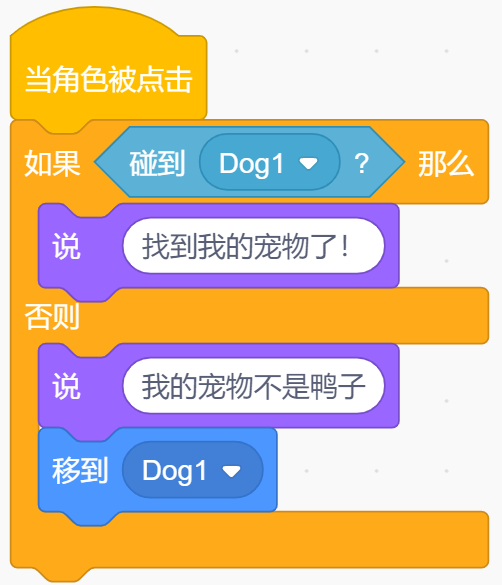 当角色被点击
如果 碰到 Dog1 ? 那么
说 找到我的宠物了!
否则
说 我的宠物不是鸭子
移到 Dog1